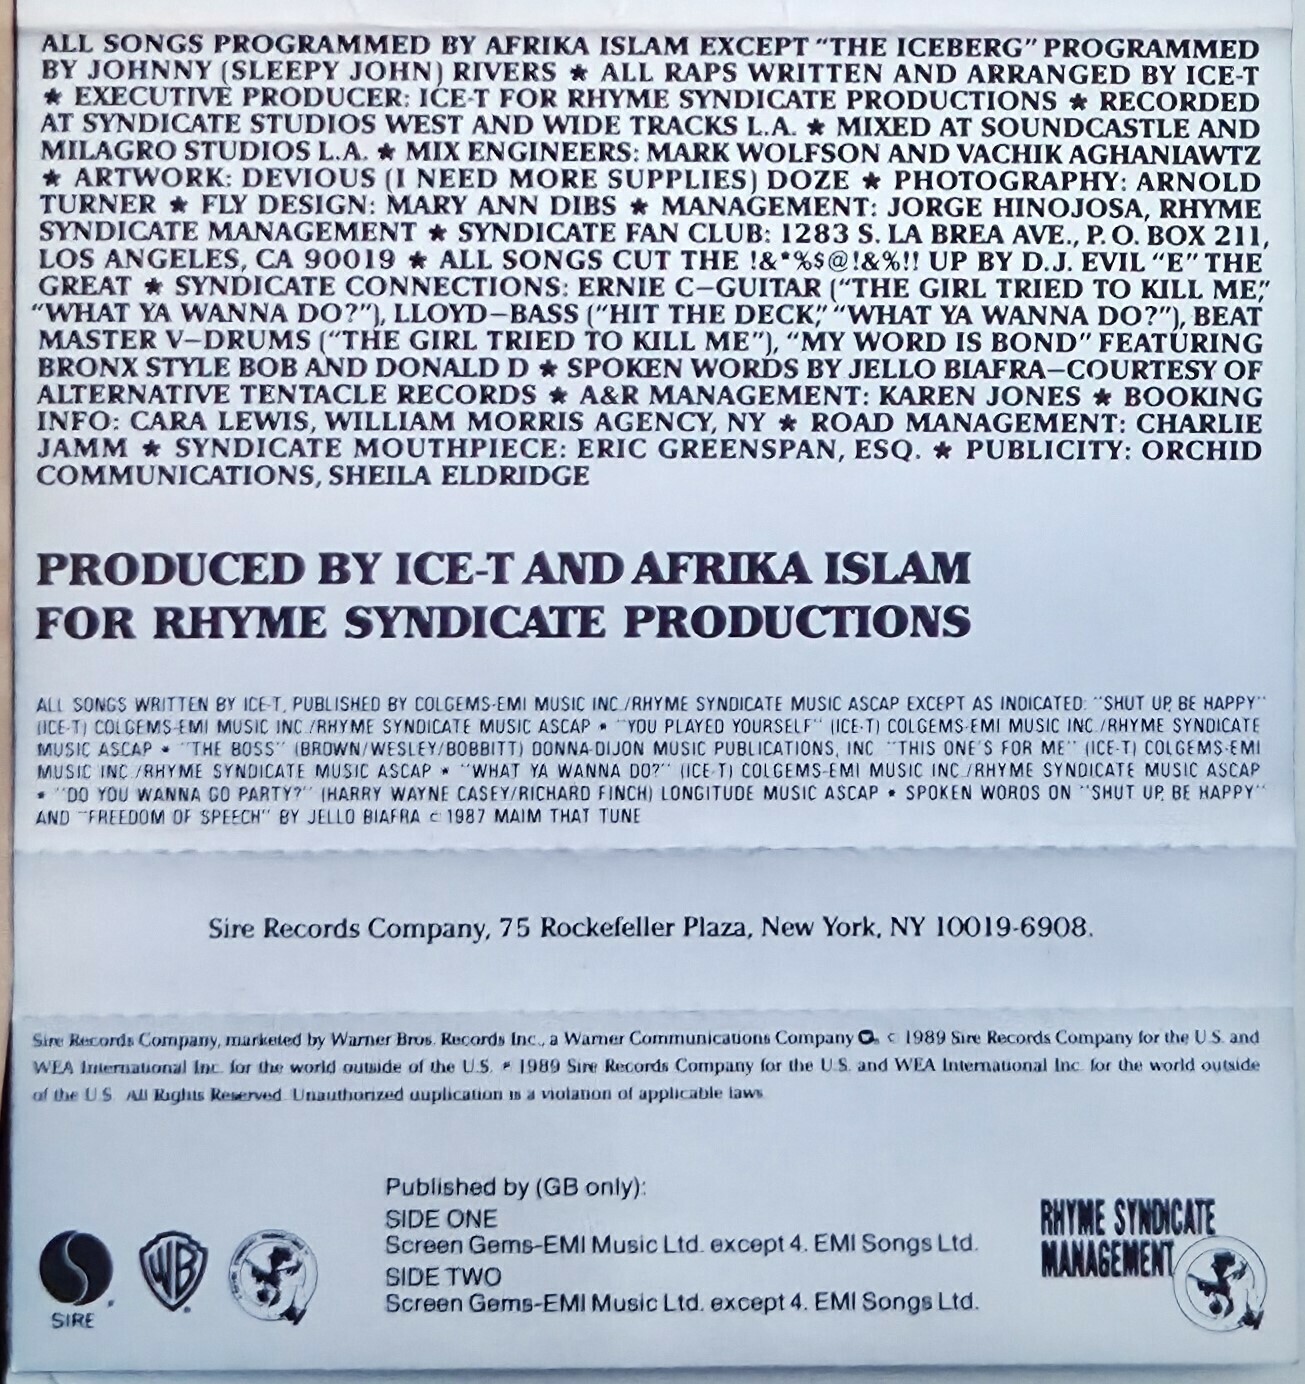 ALL SONGS PROGRAMMED BY AFRIKA ISLAM EXCEPT "THE ICEBERG" PROGRAMMED
BY JOHNNY (SLEEPY JOHN) RIVERS ★ ALL RAPS WRITTEN AND ARRANGED BY ICE-T
★ EXECUTIVE PRODUCER: ICE-T FOR RHYME SYNDICATE PRODUCTIONS ★ RECORDED
AT SYNDICATE STUDIOS WEST AND WIDE TRACKS L.A. ★ MIXED AT SOUNDCASTLE AND
MILAGRO STUDIOS L.A. ★ MIX ENGINEERS: MARK WOLFSON AND VACHIK AGHANIAWTZ
★ ARTWORK: DEVIOUS (I NEED MORE SUPPLIES) DOZE ★ PHOTOGRAPHY: ARNOLD
TURNER ★ FLY DESIGN: MARY ANN DIBS ★ MANAGEMENT: JORGE HINOJOSA, RHYME
SYNDICATE MANAGEMENT ★ SYNDICATE FAN CLUB: 1283 S. LA BREA AVE., P.O. BOX 211,
LOS ANGELES, CA 90019 ★ ALL SONGS CUT THE !&*%$@!&%!! UP BY D.J. EVIL "E" THE
GREAT ★ SYNDICATE CONNECTIONS: ERNIE C–GUITAR ("THE GIRL TRIED TO KILL ME,"
"WHAT YA WANNA DO?"), LLOYD–BASS ("HIT THE DECK," "WHAT YA WANNA DO?"), BEAT
MASTER V–DRUMS ("THE GIRL TRIED TO KILL ME"), "MY WORD IS BOND" FEATURING
BRONX STYLE BOB AND DONALD D ★ SPOKEN WORDS BY JELLO BIAFRA–COURTESY OF
ALTERNATIVE TENTACLE RECORDS ★ A&R MANAGEMENT: KAREN JONES ★ BOOKING
INFO: CARA LEWIS, WILLIAM MORRIS AGENCY, NY ★ ROAD MANAGEMENT: CHARLIE
JAMM ★ SYNDICATE MOUTHPIECE: ERIC GREENSPAN, ESQ. ★ PUBLICITY: ORCHID
COMMUNICATIONS, SHEILA ELDRIDGE
PRODUCED BY ICE-T AND AFRIKA ISLAM
FOR RHYME SYNDICATE PRODUCTIONS
ALL SONGS WRITTEN BY ICE-T, PUBLISHED BY COLGEMS-EMI MUSIC INC./RHYME SYNDICATE MUSIC ASCAP EXCEPT AS INDICATED: "SHUT UP, BE HAPPY"
(ICE-T) COLGEMS-EMI MUSIC INC./RHYME SYNDICATE MUSIC ASCAP • "YOU PLAYED YOURSELF" (ICE-T) COLGEMS-EMI MUSIC INC./RHYME SYNDICATE
MUSIC ASCAP • "THE BOSS" (BROWN/WESLEY/BOBBITT) DONNA-DIJON MUSIC PUBLICATIONS, INC. "THIS ONE'S FOR ME" (ICE-T) COLGEMS-EMI
MUSIC INC./RHYME SYNDICATE MUSIC ASCAP • "WHAT YA WANNA DO?" (ICE-T) COLGEMS-EMI MUSIC INC./RHYME SYNDICATE MUSIC ASCAP
• "DO YOU WANNA GO PARTY?" (HARRY WAYNE CASEY/RICHARD FINCH) LONGITUDE MUSIC ASCAP • SPOKEN WORDS ON "SHUT UP, BE HAPPY"
AND "FREEDOM OF SPEECH" BY JELLO BIAFRA © 1987 MAIM THAT TUNE
Sire Records Company, 75 Rockefeller Plaza, New York, NY 10019-6908.
Sire Records Company, marketed by Warner Bros. Records Inc., a Warner Communications Company. © 1989 Sire Records Company for the U.S. and
WEA International Inc. for the world outside of the U.S. ℗ 1989 Sire Records Company for the U.S. and WEA International Inc. for the world outside
of the U.S. All Rights Reserved. Unauthorized duplication is a violation of applicable laws.
Published by (GB only):
SIDE ONE
Screen Gems-EMI Music Ltd. except 4. EMI Songs Ltd.
SIDE TWO
Screen Gems-EMI Music Ltd. except 4. EMI Songs Ltd.
SIRE
WB
RHYME SYNDICATE
MANAGEMENT